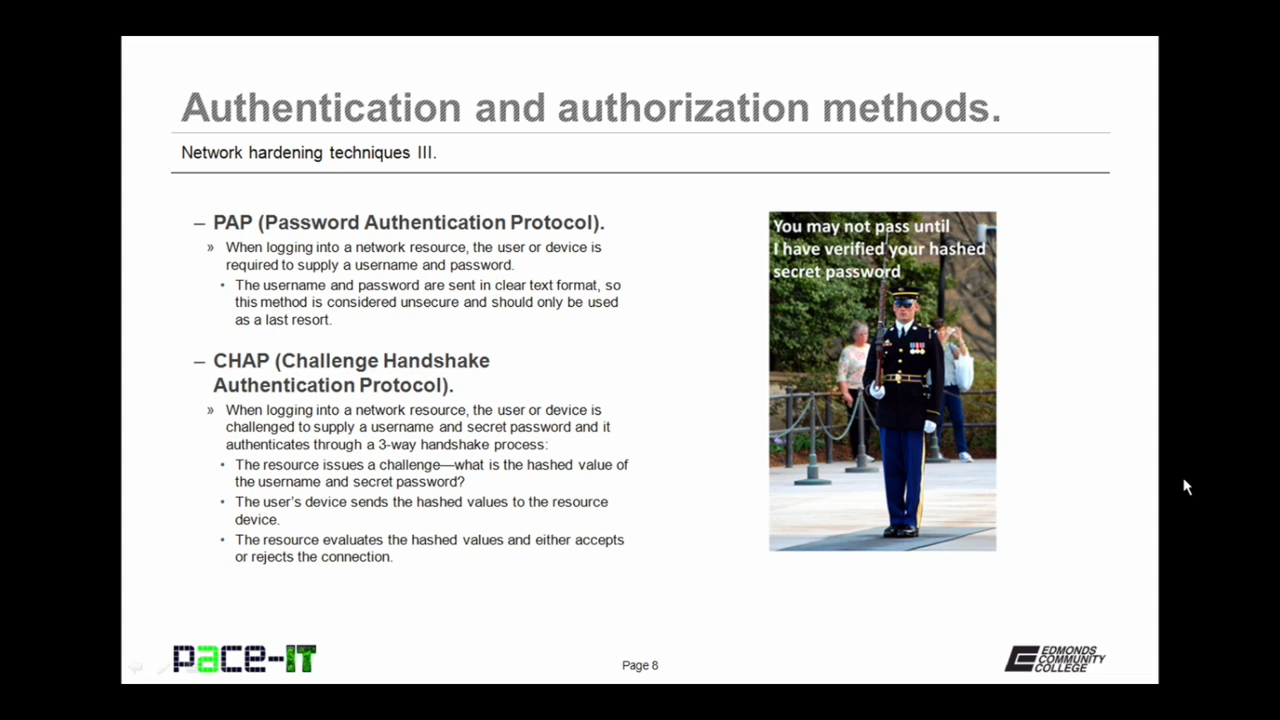 Authentication and authorization methods.
Network hardening techniques III.
– PAP (Password Authentication Protocol).
» When logging into a network resource, the user or device is
required to supply a username and password.
• The username and password are sent in clear text format, so
this method is considered unsecure and should only be used
as a last resort.
– CHAP (Challenge Handshake
Authentication Protocol).
» When logging into a network resource, the user or device is
challenged to supply a username and secret password and it
authenticates through a 3-way handshake process:
• The resource issues a challenge—what is the hashed value of
the username and secret password?
• The user’s device sends the hashed values to the resource
device.
• The resource evaluates the hashed values and either accepts
or rejects the connection.
You may not pass until
I have verified your hashed
secret password
pace-IT
Page 8
EDMONDS
COMMUNITY
COLLEGE